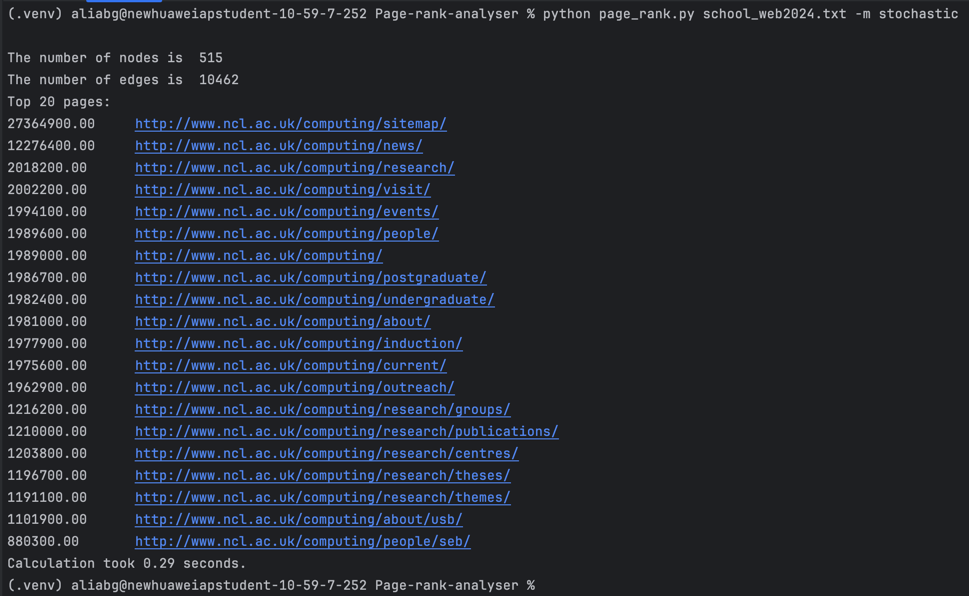 (.venv) aliabg@newhuaweiapstudent-10-59-7-252 Page-rank-analyser % python page_rank.py school_web2024.txt -m stochastic
The number of nodes is  515
The number of edges is  10462
Top 20 pages:
27364900.00     http://www.ncl.ac.uk/computing/sitemap/
12276400.00     http://www.ncl.ac.uk/computing/news/
2018200.00      http://www.ncl.ac.uk/computing/research/
2002200.00      http://www.ncl.ac.uk/computing/visit/
1994100.00      http://www.ncl.ac.uk/computing/events/
1989600.00      http://www.ncl.ac.uk/computing/people/
1989000.00      http://www.ncl.ac.uk/computing/
1986700.00      http://www.ncl.ac.uk/computing/postgraduate/
1982400.00      http://www.ncl.ac.uk/computing/undergraduate/
1981000.00      http://www.ncl.ac.uk/computing/about/
1977900.00      http://www.ncl.ac.uk/computing/induction/
1975600.00      http://www.ncl.ac.uk/computing/current/
1962900.00      http://www.ncl.ac.uk/computing/outreach/
1216200.00      http://www.ncl.ac.uk/computing/research/groups/
1210000.00      http://www.ncl.ac.uk/computing/research/publications/
1203800.00      http://www.ncl.ac.uk/computing/research/centres/
1196700.00      http://www.ncl.ac.uk/computing/research/theses/
1191100.00      http://www.ncl.ac.uk/computing/research/themes/
1101900.00      http://www.ncl.ac.uk/computing/about/usb/
880300.00       http://www.ncl.ac.uk/computing/people/seb/
Calculation took 0.29 seconds.
(.venv) aliabg@newhuaweiapstudent-10-59-7-252 Page-rank-analyser %